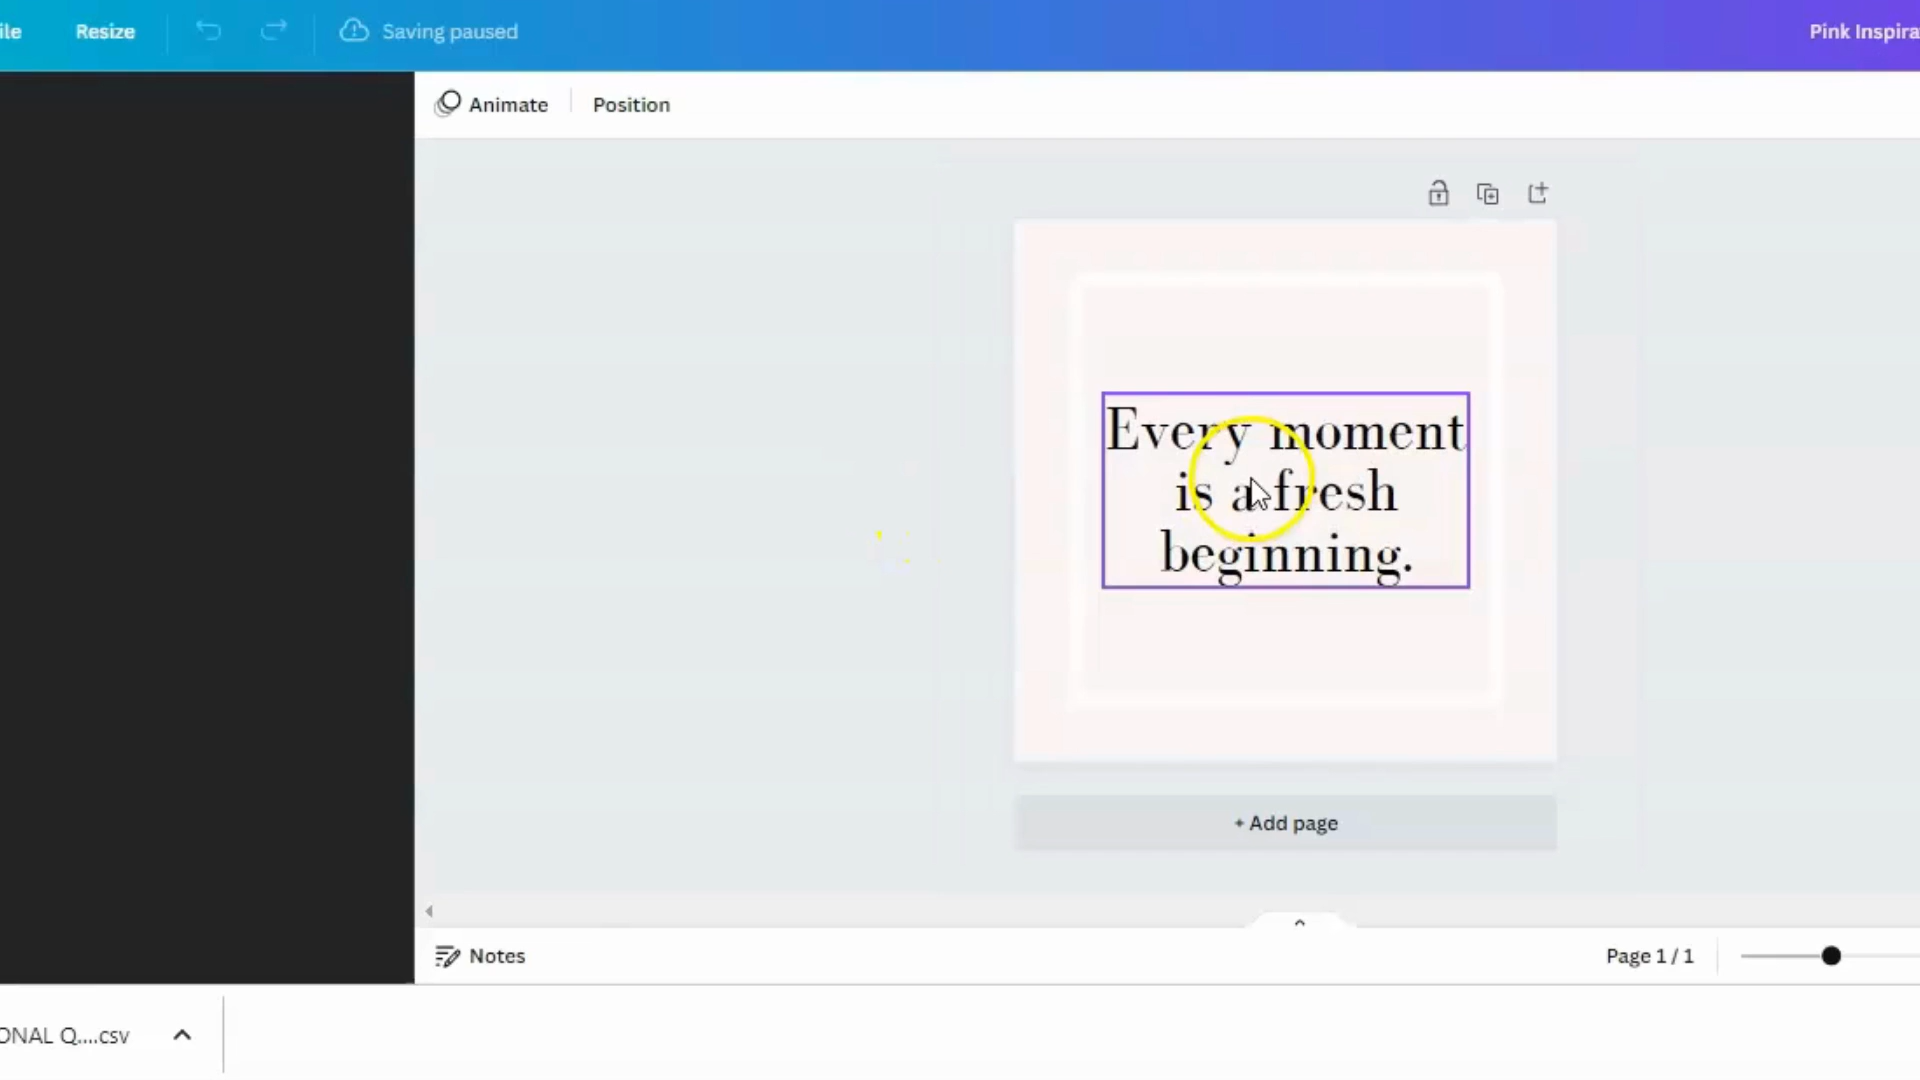 ile Resize Saving paused Pink Inspira
Animate Position
Every moment
is a fresh
beginning.
+ Add page
Notes Page 1 / 1
ONAL Q....csv